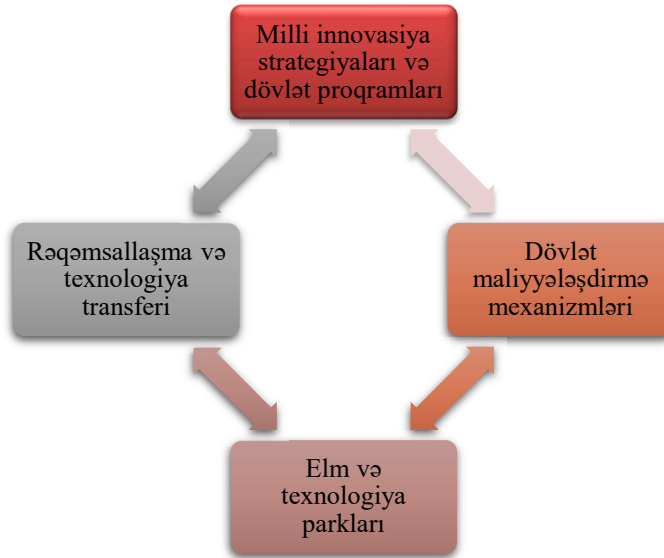 Milli innovasiya
strategiyaları və
dövlət proqramları
Rəqəmsallaşma və
texnologiya
transferi
Dövlət
maliyyələşdirmə
mexanizmləri
Elm və
texnologiya
parkları